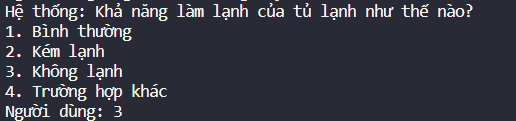 Hệ thống: Khả năng làm lạnh của tủ lạnh như thế nào?
1. Bình thường
2. Kém lạnh
3. Không lạnh
4. Trường hợp khác
Người dùng: 3